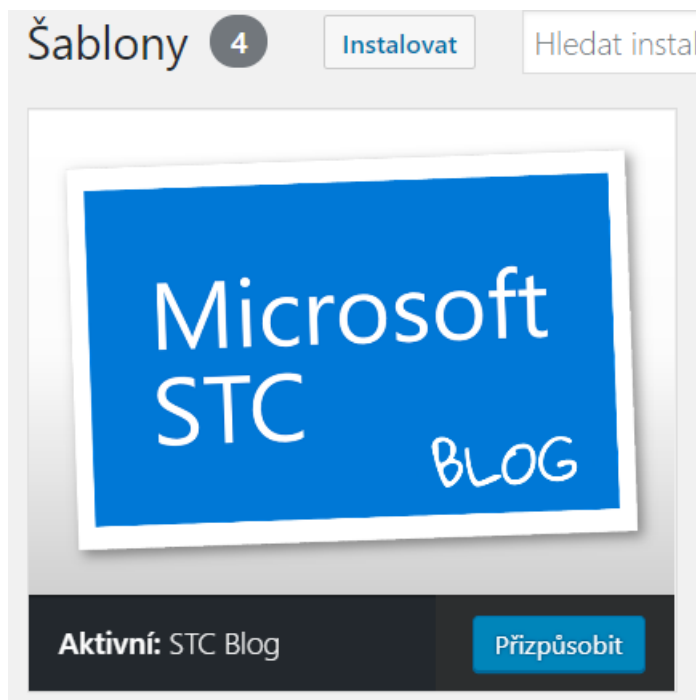 Šablony 4 Instalovat Hledat instal
Microsoft
STC
BLOG
Aktivní: STC Blog Přizpůsobit